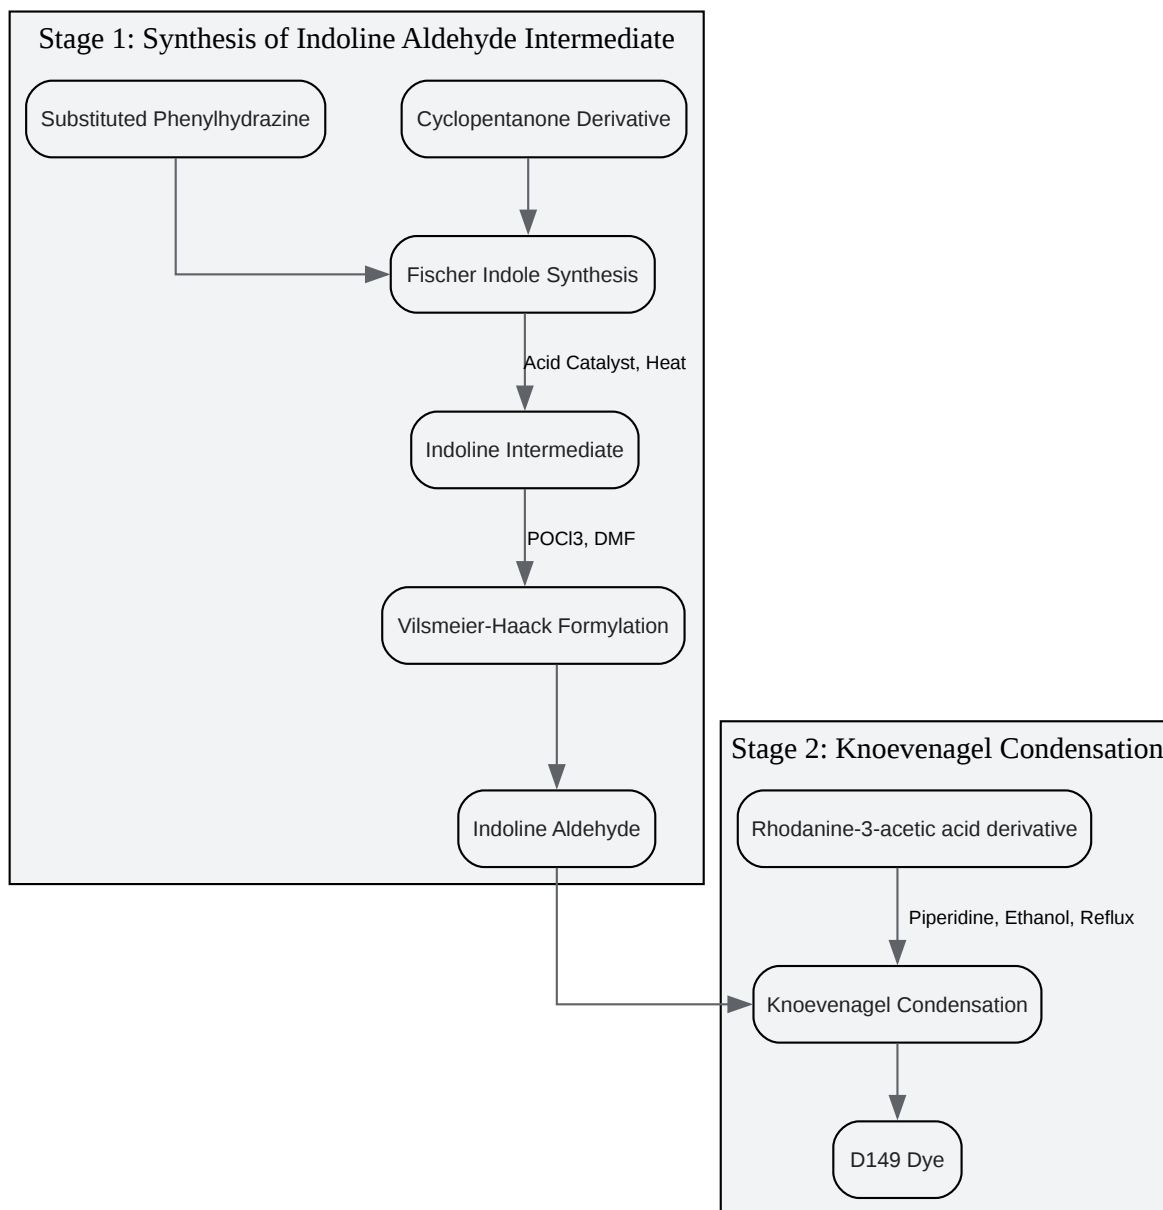 Stage 1: Synthesis of Indoline Aldehyde Intermediate
Substituted Phenylhydrazine
Cyclopentanone Derivative
Fischer Indole Synthesis
Acid Catalyst, Heat
Indoline Intermediate
POCl3, DMF
Vilsmeier-Haack Formylation
Indoline Aldehyde
Stage 2: Knoevenagel Condensation
Rhodanine-3-acetic acid derivative
Piperidine, Ethanol, Reflux
Knoevenagel Condensation
D149 Dye